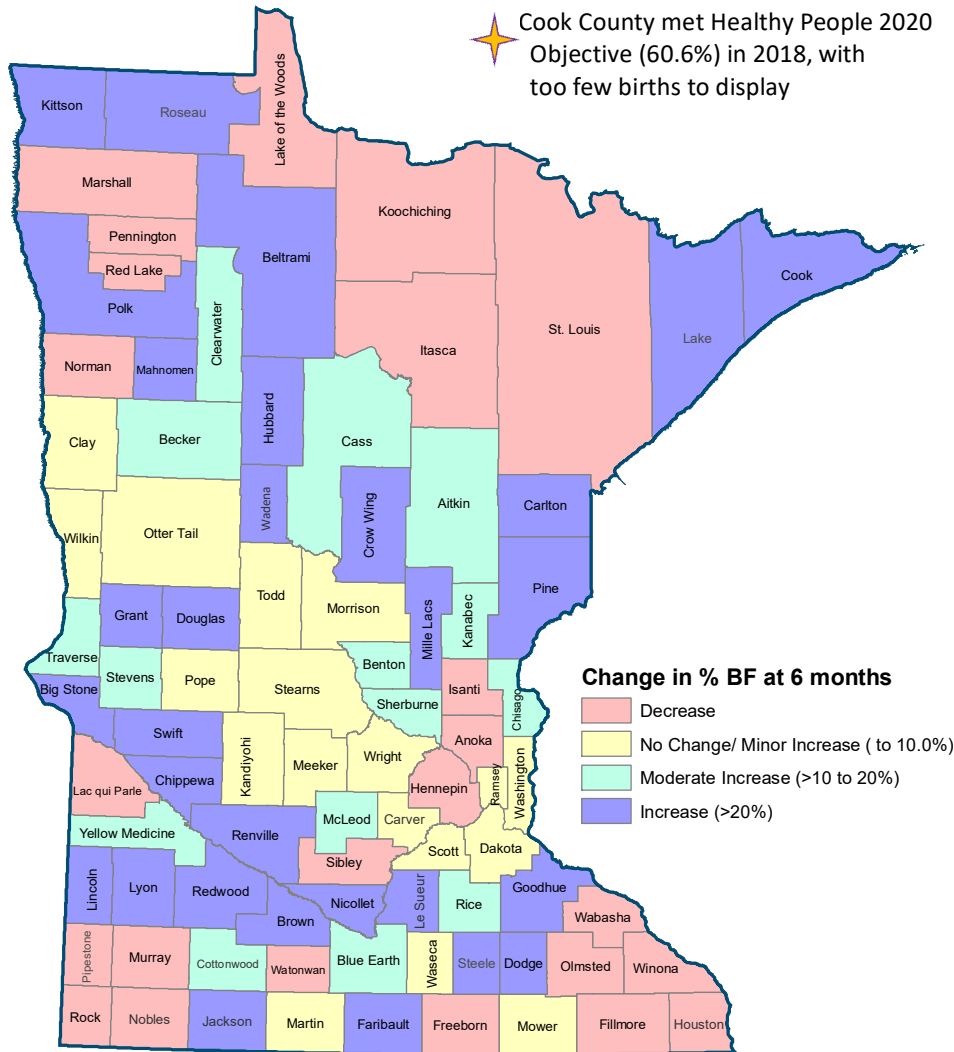 Cook County met Healthy People 2020
Objective (60.6%) in 2018, with
too few births to display
Kittson
Roseau
Lake of the Woods
Marshall
Koochiching
Pennington
Red Lake
Beltrami
Polk
Clearwater
St. Louis
Lake
Cook
Itasca
Norman
Mahnomen
Hubbard
Clay
Becker
Cass
Wadena
Crow Wing
Aitkin
Carlton
Wilkin
Otter Tail
Todd
Morrison
Mille Lacs
Kanabec
Pine
Grant
Douglas
Traverse
Stevens
Pope
Stearns
Benton
Sherburne
Isanti
Chisago
Big Stone
Swift
Kandiyohi
Meeker
Wright
Anoka
Ramsey
Washington
Hennepin
Lac qui Parle
Chippewa
Yellow Medicine
Renville
McLeod
Carver
Sibley
Scott
Dakota
Lincoln
Lyon
Redwood
Brown
Nicollet
Le Sueur
Rice
Goodhue
Wabasha
Pipestone
Murray
Cottonwood
Watonwan
Blue Earth
Waseca
Steele
Dodge
Olmsted
Winona
Rock
Nobles
Jackson
Martin
Faribault
Freeborn
Mower
Fillmore
Houston
Change in % BF at 6 months
Decrease
No Change/ Minor Increase ( to 10.0%)
Moderate Increase (>10 to 20%)
Increase (>20%)